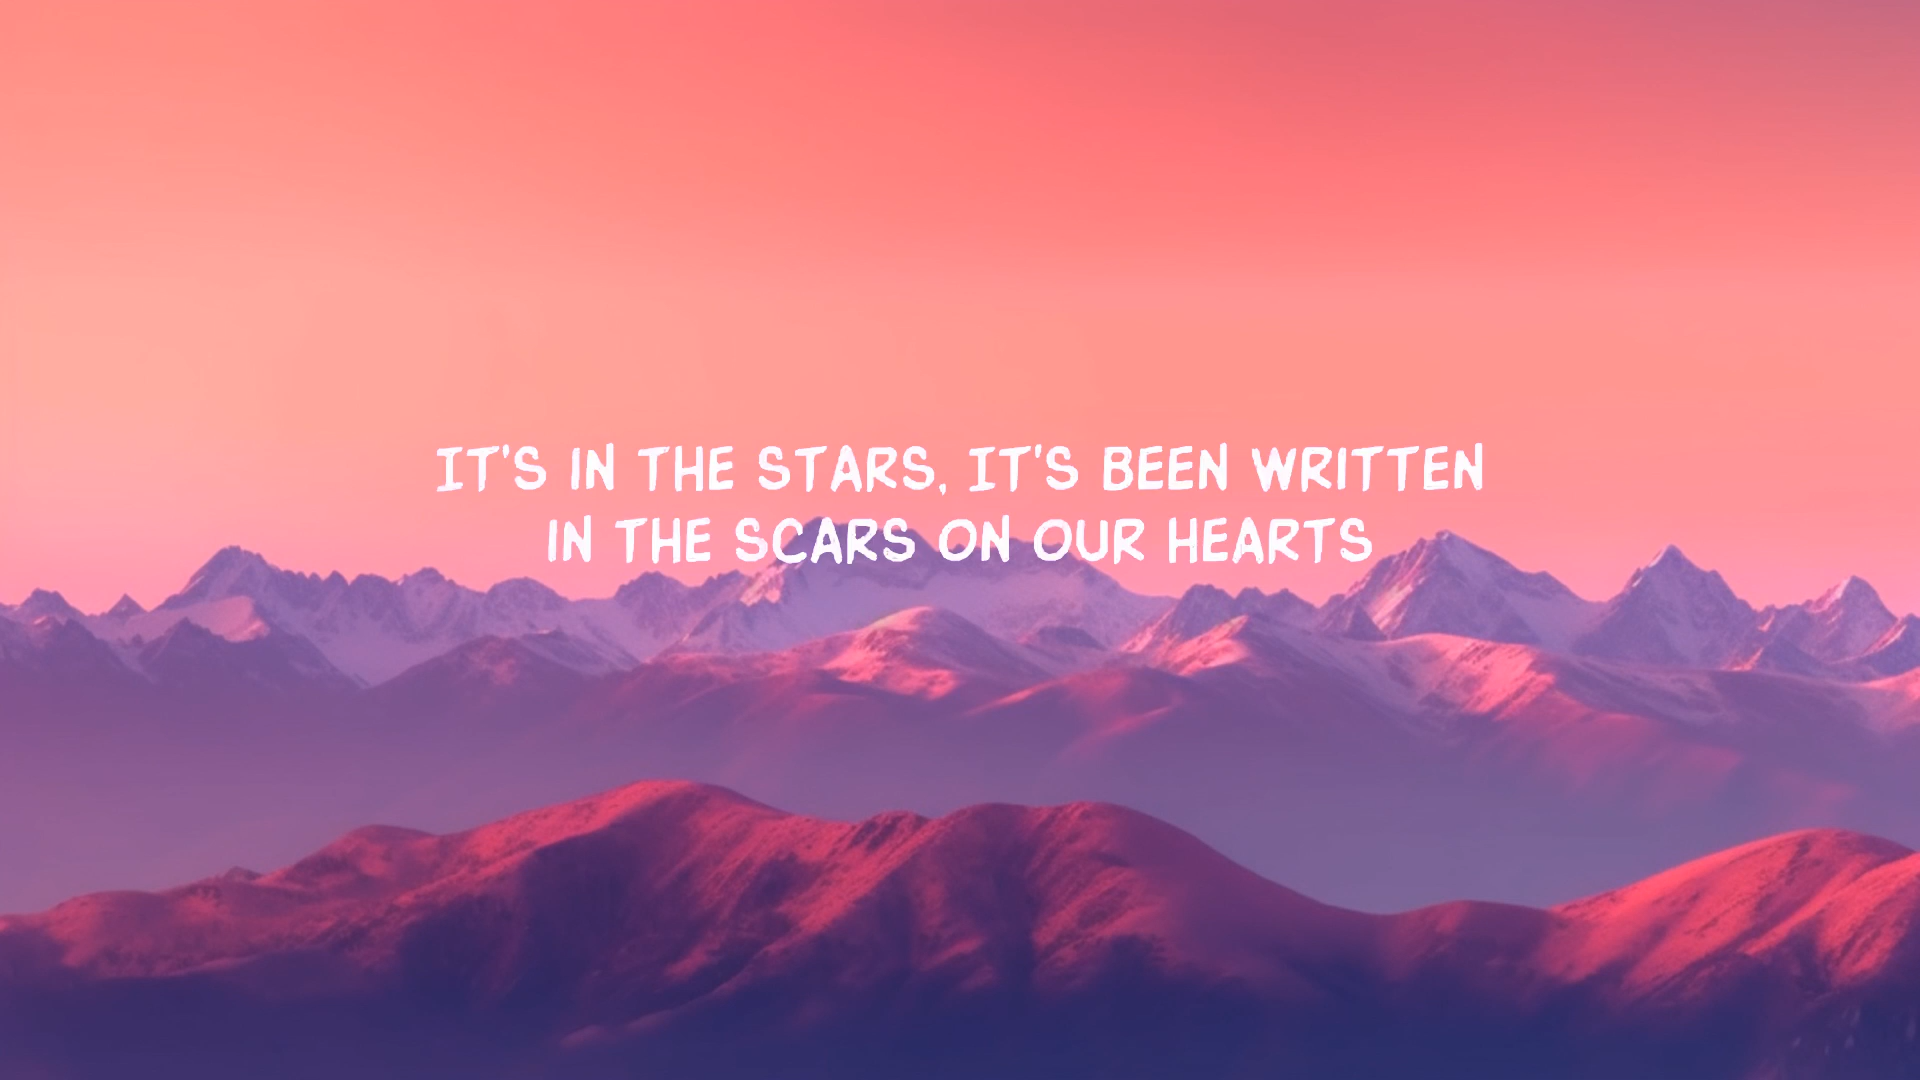 IT'S IN THE STARS, IT'S BEEN WRITTEN
IN THE SCARS ON OUR HEARTS